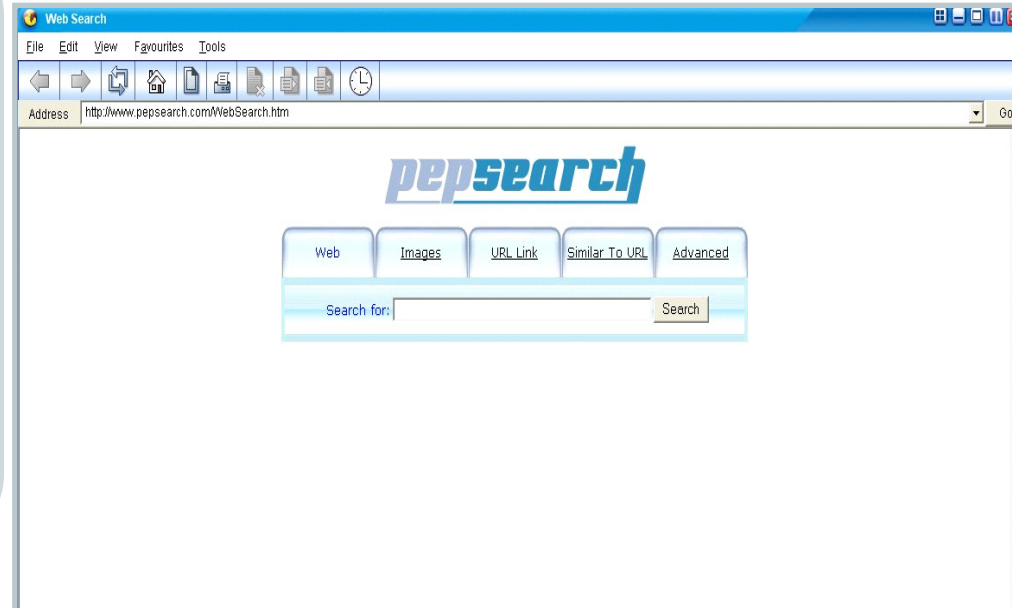 Web Search
File Edit View Favourites Tools
Address http://www.pepsearch.com/WebSearch.htm Go
pepsearch
Web Images URL Link Similar To URL Advanced
Search for: Search